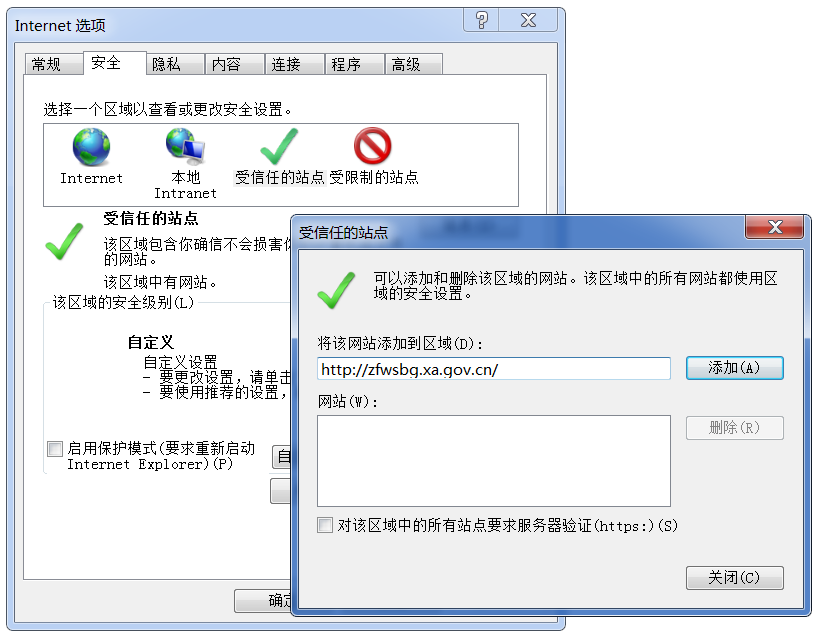 Internet 选项
常规
安全
隐私
内容
连接
程序
高级
选择一个区域以查看或更改安全设置。
Internet
本地
Intranet
受信任的站点
受限制的站点
受信任的站点
该区域包含你确信不会损害你
的网站。
该区域中有网站。
该区域的安全级别(L)
自定义
自定义设置
- 要更改设置，请单击
- 要使用推荐的设置，
启用保护模式(要求重新启动
Internet Explorer)(P)
自
确定
受信任的站点
可以添加和删除该区域的网站。该区域中的所有网站都使用区
域的安全设置。
将该网站添加到区域(D):
http://zfwsbg.xa.gov.cn/
添加(A)
网站(W):
删除(R)
对该区域中的所有站点要求服务器验证(https:)(S)
关闭(C)